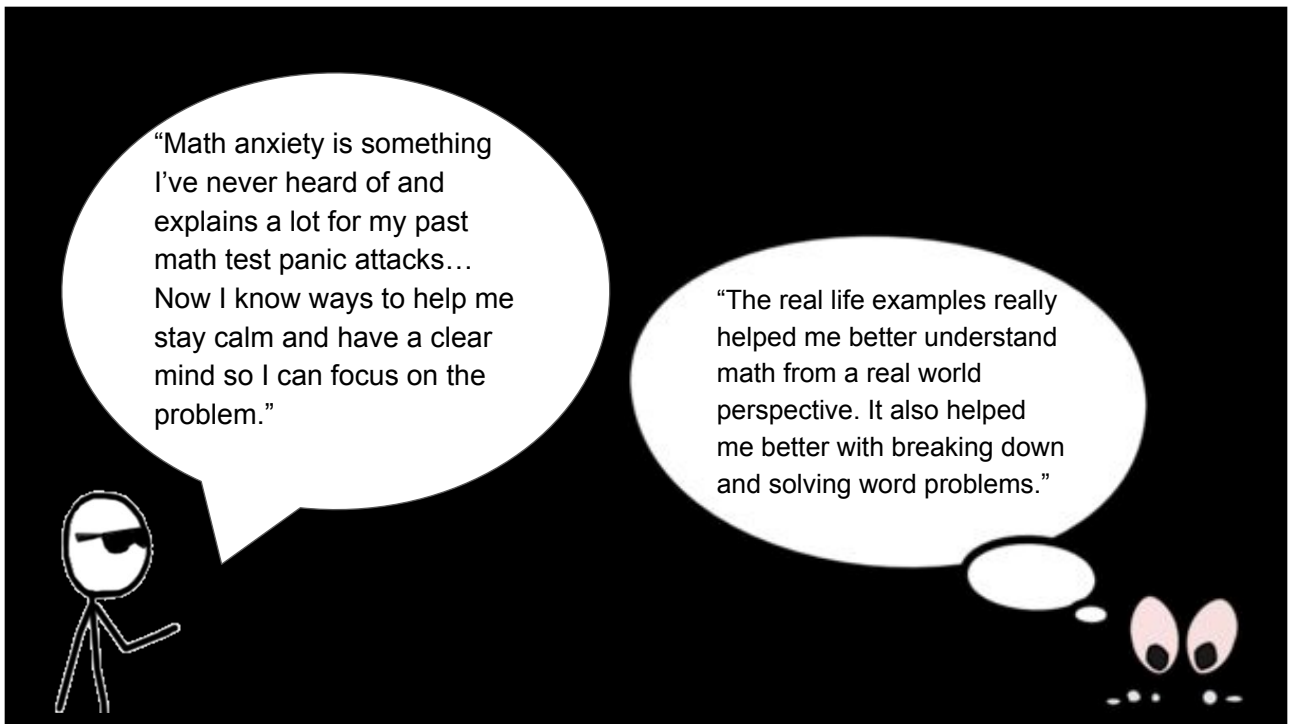 “Math anxiety is something
I’ve never heard of and
explains a lot for my past
math test panic attacks…
Now I know ways to help me
stay calm and have a clear
mind so I can focus on the
problem.”
“The real life examples really
helped me better understand
math from a real world
perspective. It also helped
me better with breaking down
and solving word problems.”